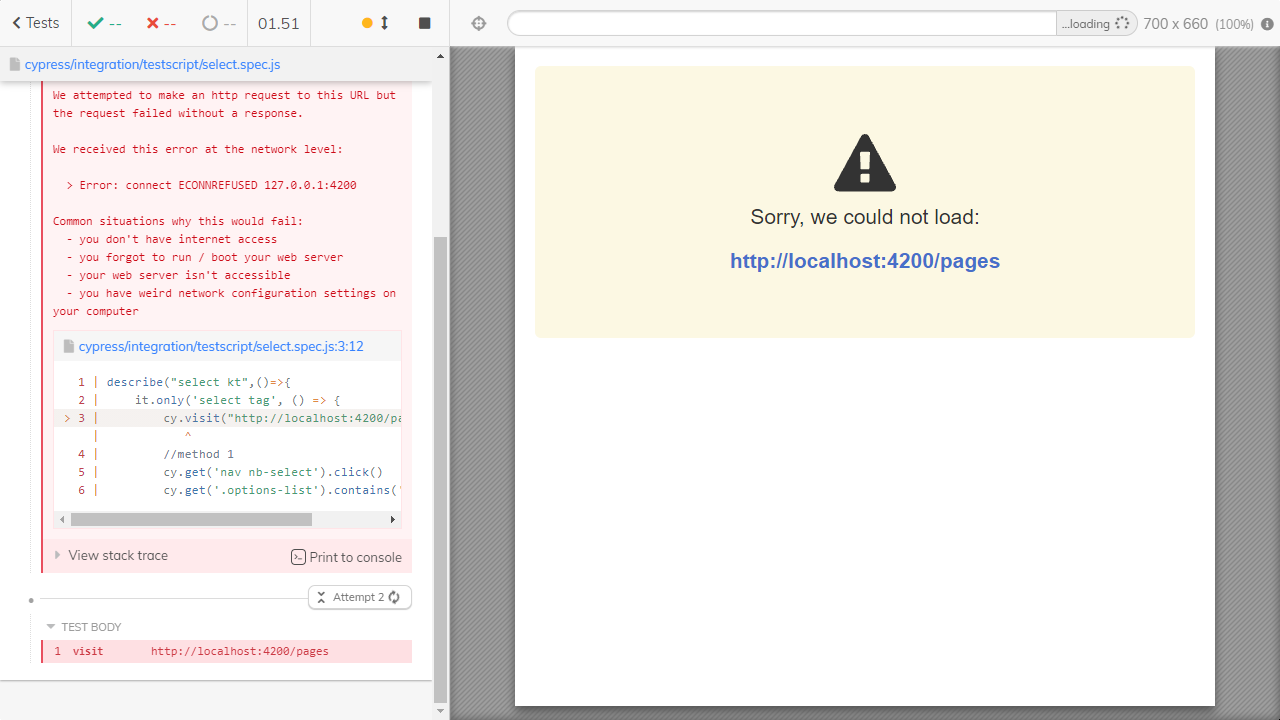 Tests
--
--
--
01.51
...loading
700 x 660 (100%)
cypress/integration/testscript/select.spec.js
We attempted to make an http request to this URL but
the request failed without a response.
We received this error at the network level:
> Error: connect ECONNREFUSED 127.0.0.1:4200
Common situations why this would fail:
- you don't have internet access
- you forgot to run / boot your web server
- your web server isn't accessible
- you have weird network configuration settings on
your computer
cypress/integration/testscript/select.spec.js:3:12
1 | describe("select kt",()=>{
2 |     it.only('select tag', () => {
> 3 |         cy.visit("http://localhost:4200/pa
|            ^
4 |         //method 1
5 |         cy.get('nav nb-select').click()
6 |         cy.get('.options-list').contains('
View stack trace
Print to console
Attempt 2
TEST BODY
1 visit http://localhost:4200/pages
Sorry, we could not load:
http://localhost:4200/pages